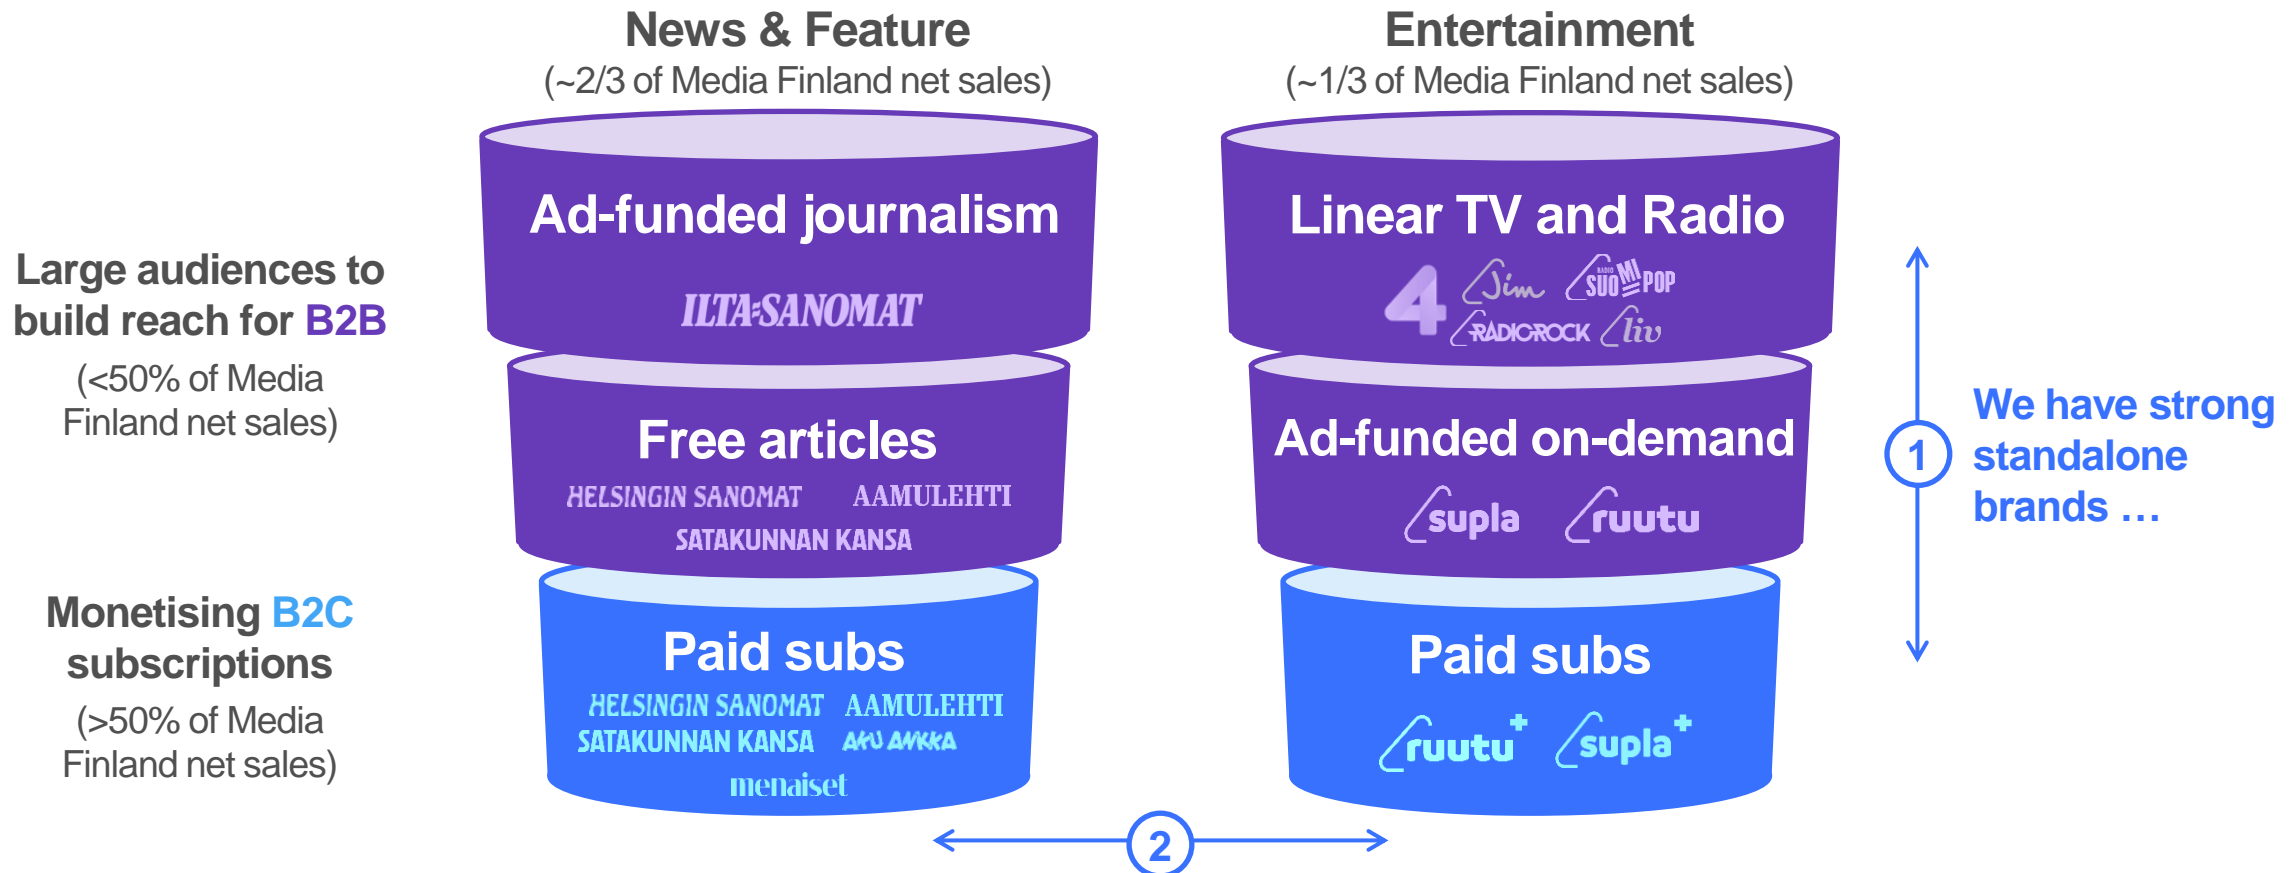 News & Feature
(~2/3 of Media Finland net sales)
Entertainment
(~1/3 of Media Finland net sales)
Large audiences to
build reach for B2B
(<50% of Media
Finland net sales)
Monetising B2C
subscriptions
(>50% of Media
Finland net sales)
Ad-funded journalism
ILTA-SANOMAT
Free articles
HELSINGIN SANOMAT AAMULEHTI
SATAKUNNAN KANSA
Paid subs
HELSINGIN SANOMAT AAMULEHTI
SATAKUNNAN KANSA AKU ANKKA
menaiset
Linear TV and Radio
4 Jim RADIO SUOMIPOP
RADIO ROCK liv
Ad-funded on-demand
supla ruutu
Paid subs
ruutu+ supla+
1
We have strong
standalone
brands …
2